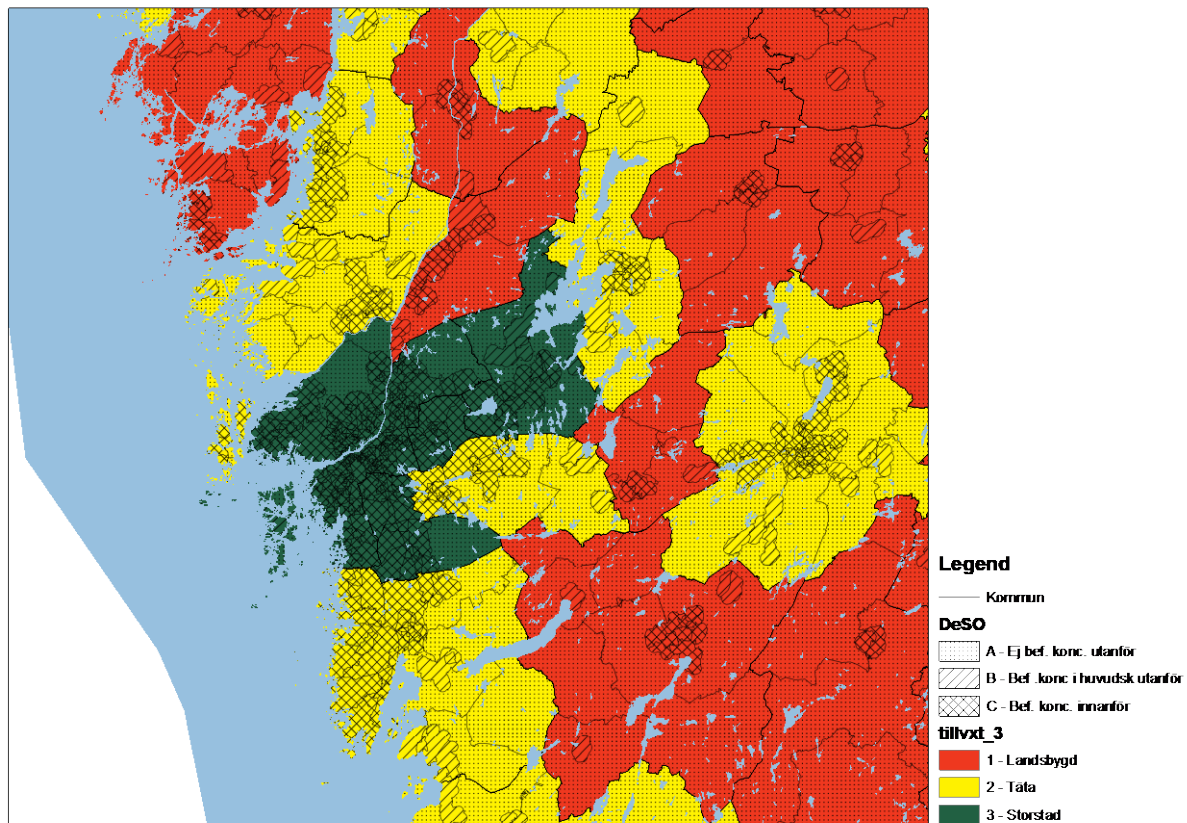 Legend
Kommun
DeSO
A - Ej bef. konc. utanför
B - Bef .konc i huvudsk utanför
C - Bef. konc. innanför
tillvxt_3
1 - Landsbygd
2 - Täta
3 - Storstad